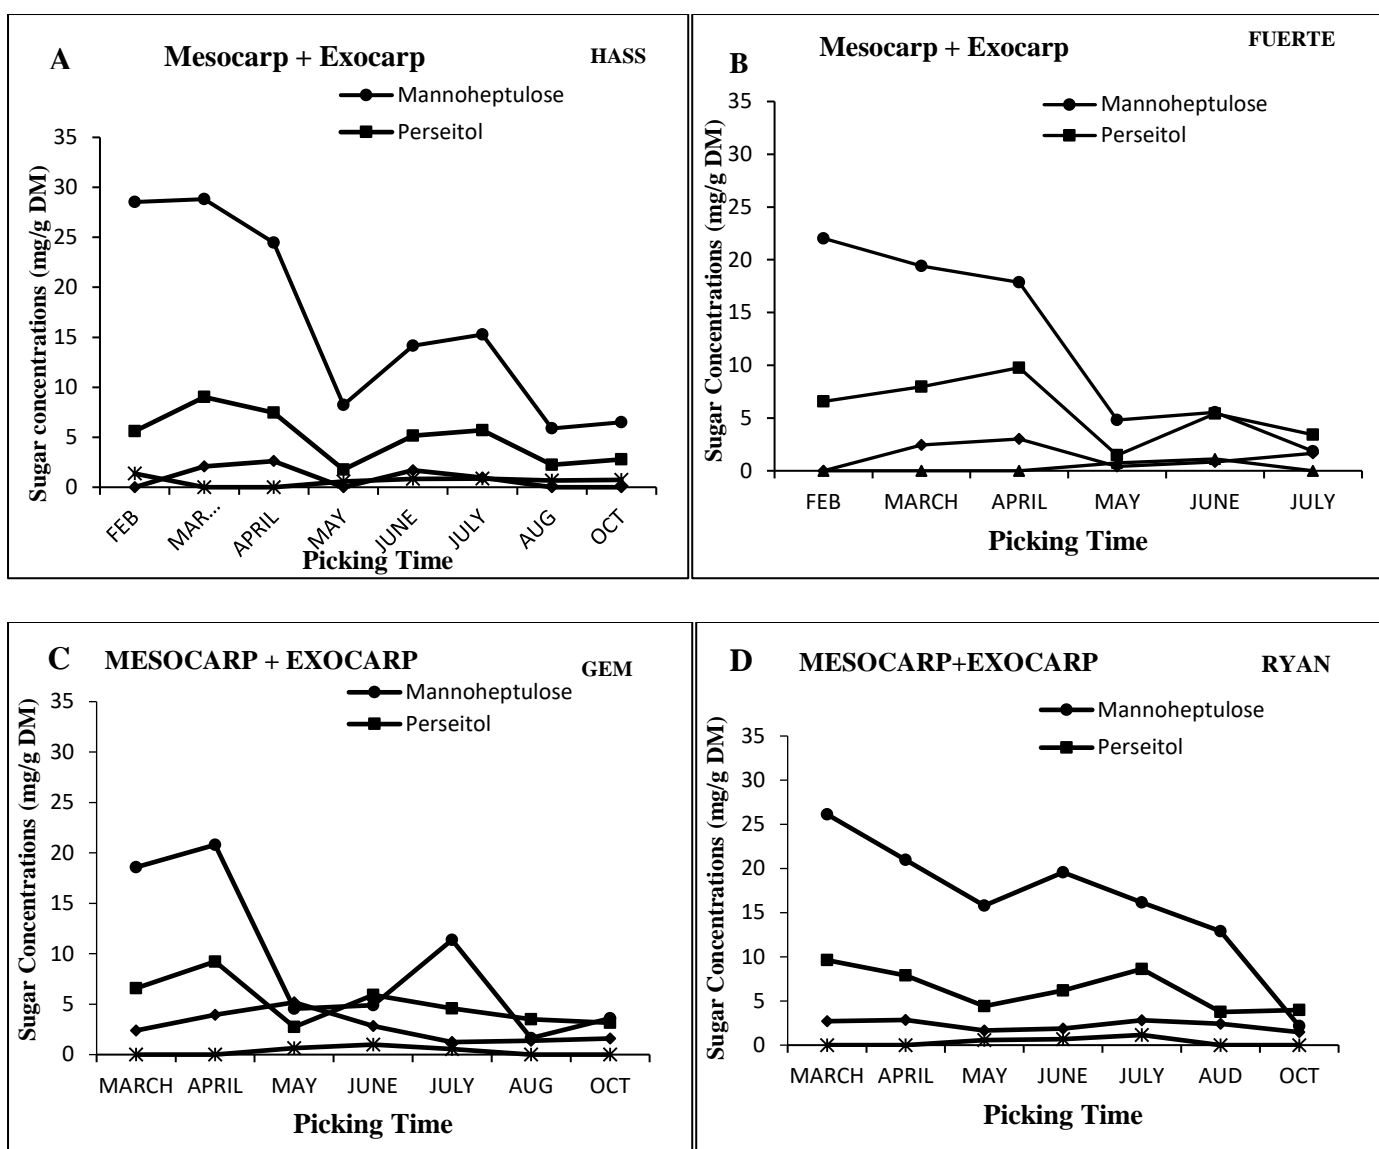 A
Mesocarp + Exocarp
HASS
Mannoheptulose
Perseitol
Sugar concentrations (mg/g DM)
35
30
25
20
15
10
5
0
FEB
MAR...
APRIL
MAY
JUNE
JULY
AUG
OCT
Picking Time
B
Mesocarp + Exocarp
FUERTE
Mannoheptulose
Perseitol
Sugar Concentrations (mg/g DM)
35
30
25
20
15
10
5
0
FEB
MARCH
APRIL
MAY
JUNE
JULY
Picking Time
C
MESOCARP + EXOCARP
GEM
Mannoheptulose
Perseitol
Sugar Concentrations (mg/g DM)
35
30
25
20
15
10
5
0
MARCH
APRIL
MAY
JUNE
JULY
AUG
OCT
Picking Time
D
MESOCARP+EXOCARP
RYAN
Mannoheptulose
Perseitol
Sugar Concentrations (mg/g DM)
35
30
25
20
15
10
5
0
MARCH
APRIL
MAY
JUNE
JULY
AUD
OCT
Picking Time